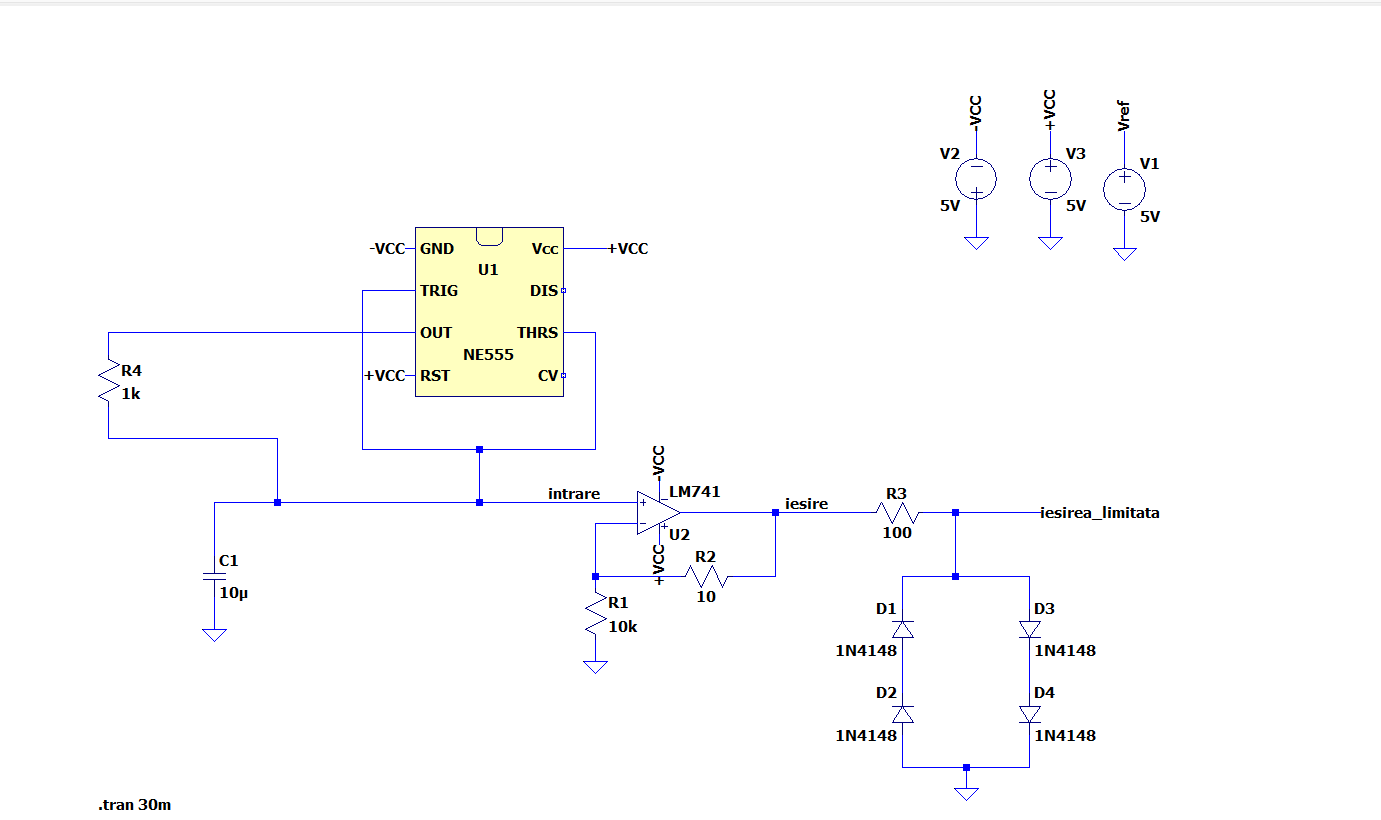 -VCC
+VCC
Vref
V2
5V
V3
5V
V1
5V
-VCC
GND
Vcc
+VCC
U1
TRIG
DIS
OUT
THRS
NE555
+VCC
RST
CV
R4
1k
-VCC
LM741
intrare
U2
+VCC
iesire
R3
100
iesirea_limitata
R2
10
C1
10µ
R1
10k
D1
1N4148
D3
1N4148
D2
1N4148
D4
1N4148
.tran 30m